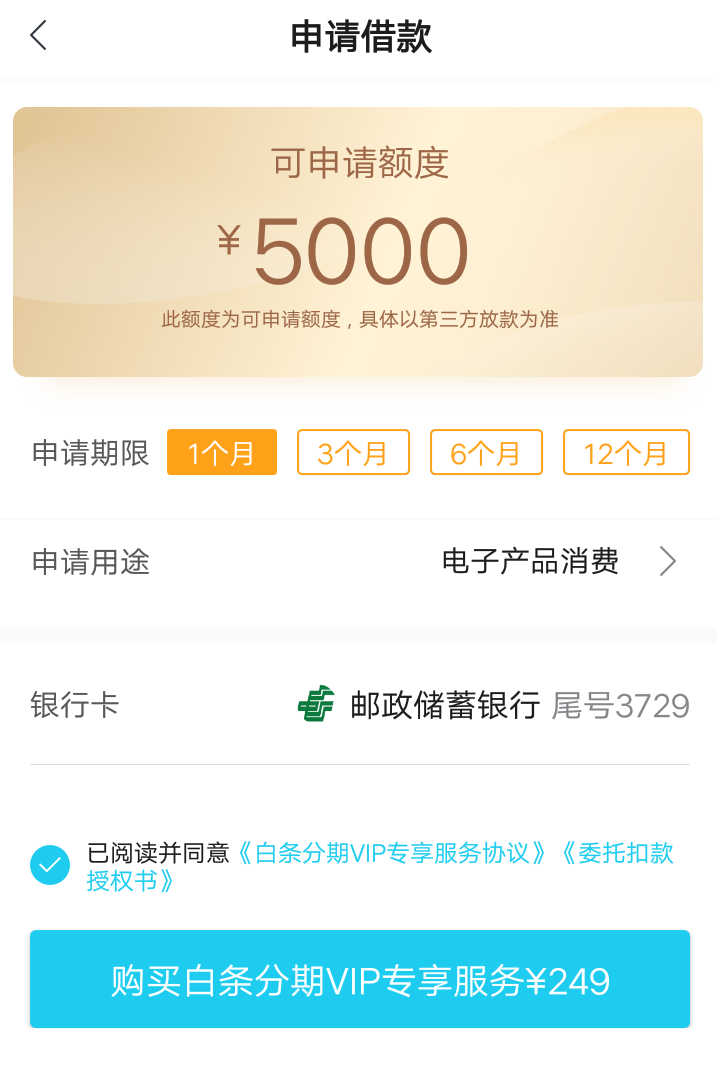 申请借款
可申请额度
¥5000
此额度为可申请额度，具体以第三方放款为准
申请期限 1个月 3个月 6个月 12个月
申请用途 电子产品消费
银行卡 邮政储蓄银行 尾号3729
已阅读并同意《白条分期VIP专享服务协议》《委托扣款
授权书》
购买白条分期VIP专享服务¥249